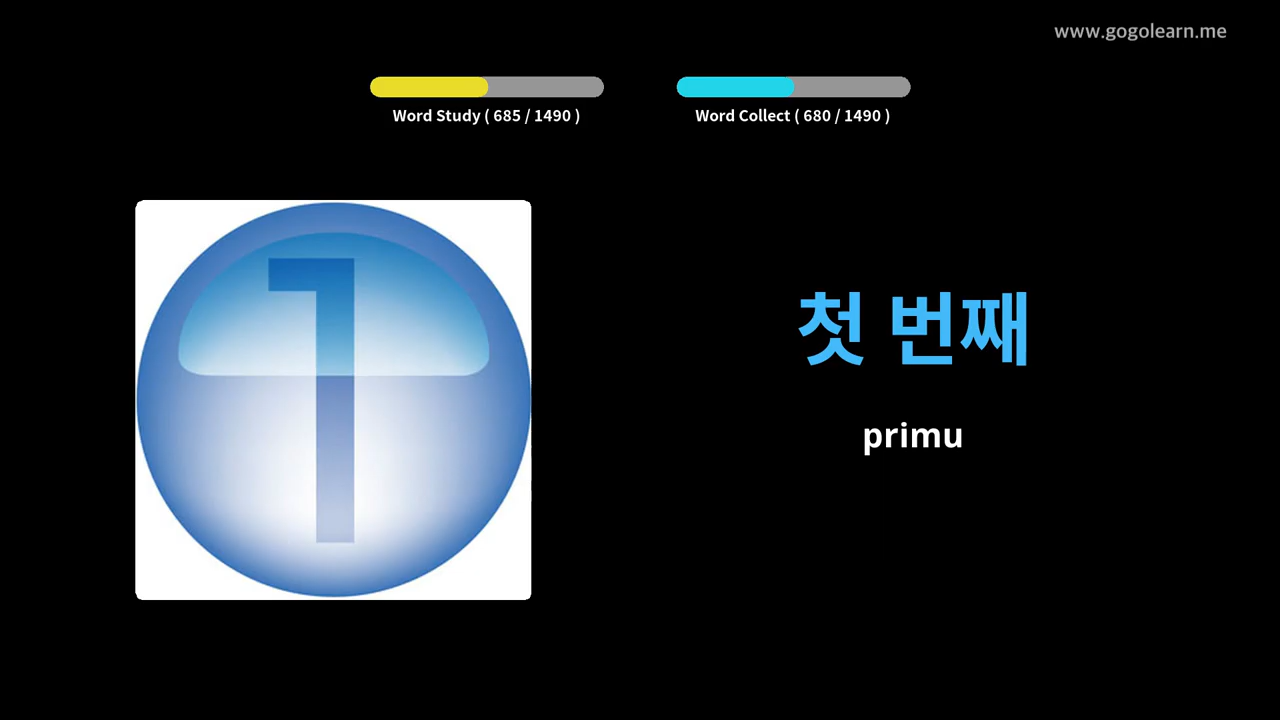 www.gogolearn.me
Word Study ( 685 / 1490 )
Word Collect ( 680 / 1490 )
1
첫 번째
primu